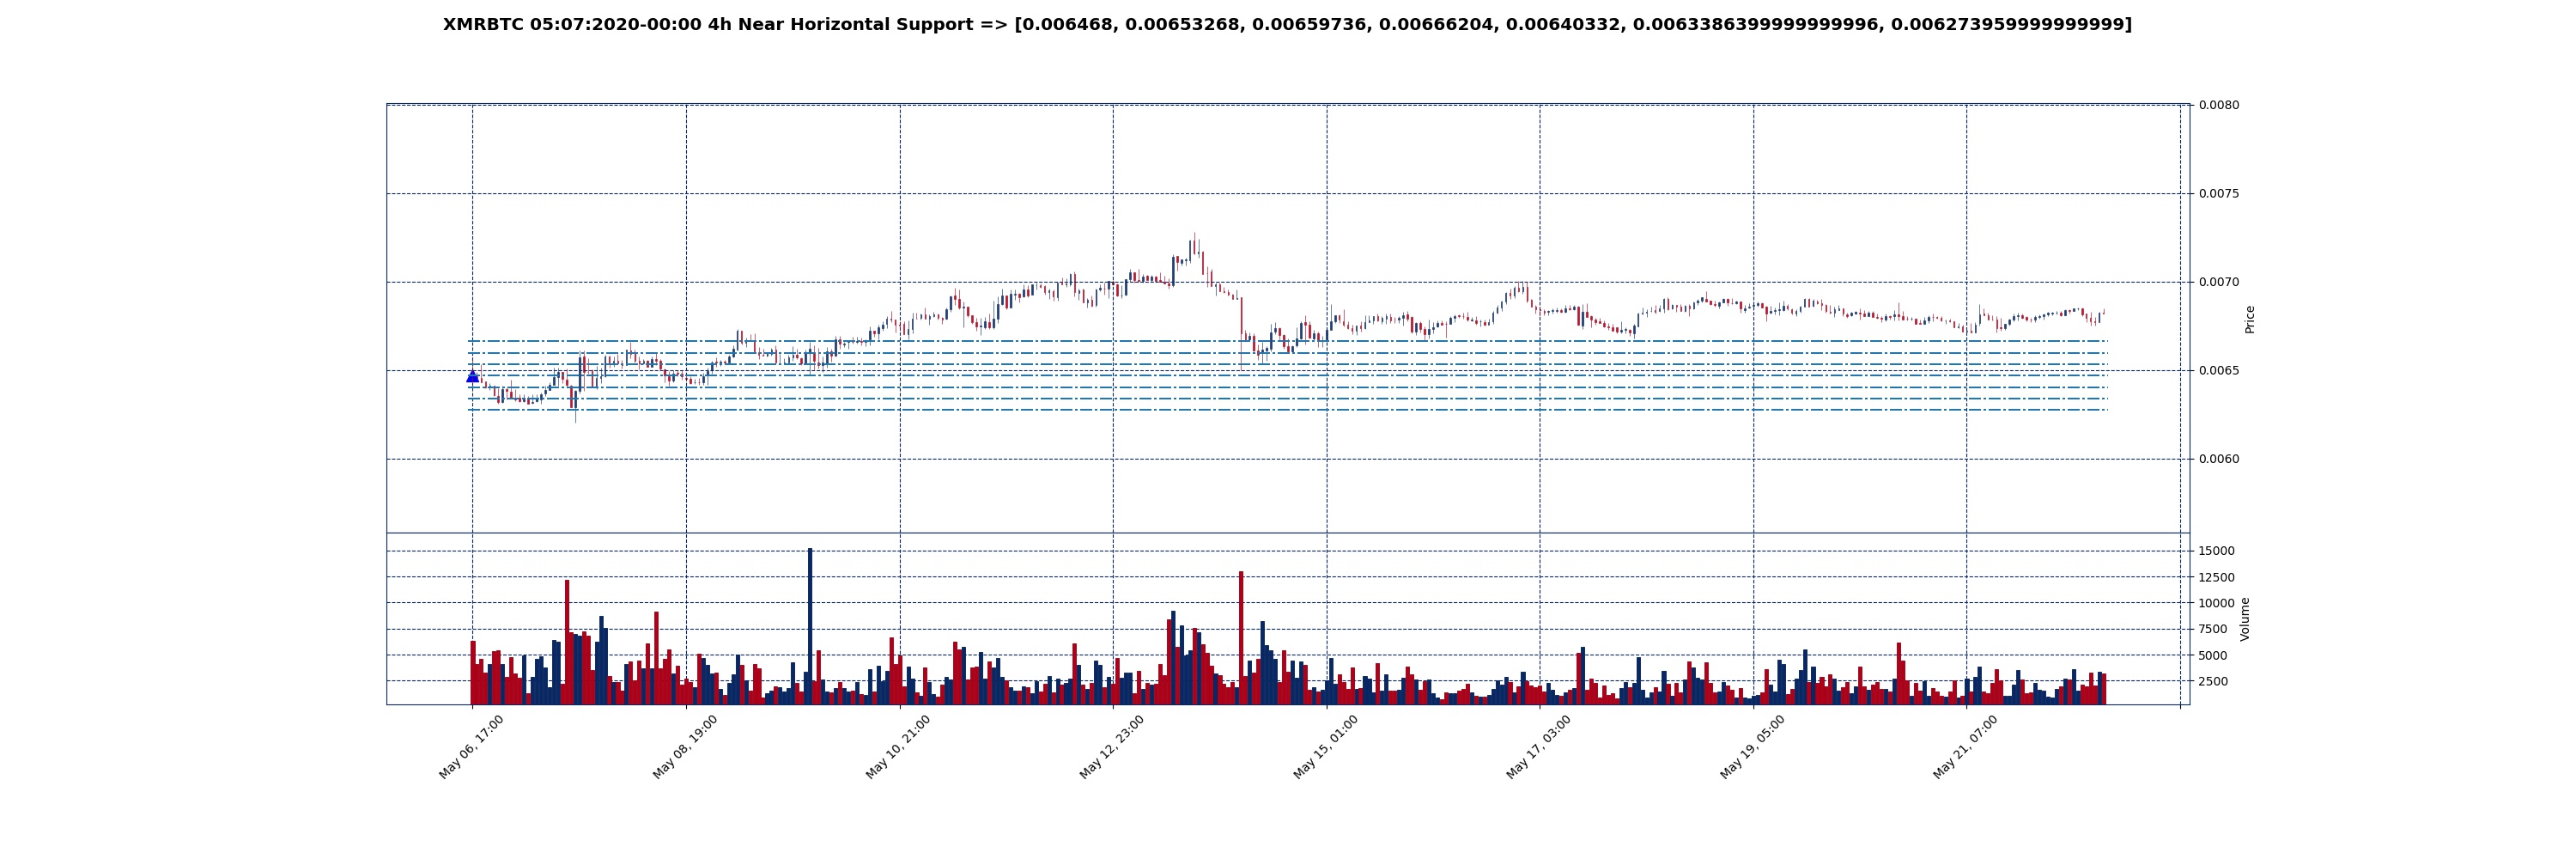 XMRBTC 05:07:2020-00:00 4h Near Horizontal Support => [0.006468, 0.00653268, 0.00659736, 0.00666204, 0.00640332, 0.0063386399999999996, 0.006273959999999999]
0.0080
0.0075
0.0070
0.0065
0.0060
Price
15000
12500
10000
7500
5000
2500
Volume
May 06, 17:00
May 08, 19:00
May 10, 21:00
May 12, 23:00
May 15, 01:00
May 17, 03:00
May 19, 05:00
May 21, 07:00